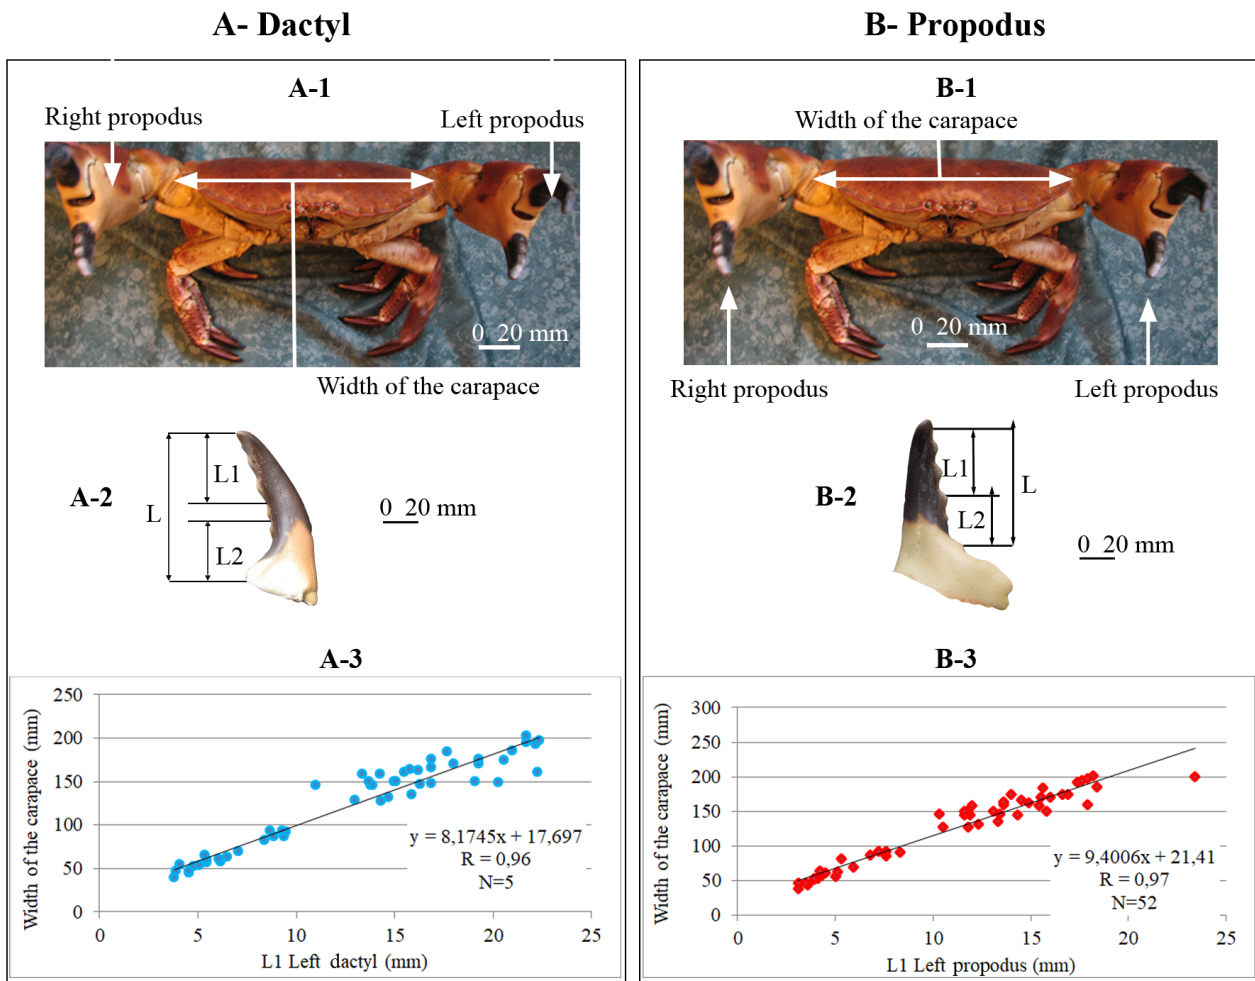 A- Dactyl
A-1
Right propodus
Left propodus
0 20 mm
Width of the carapace
A-2
L
L1
L2
0 20 mm
A-3
Width of the carapace (mm)
250
200
150
100
50
0
0 5 10 15 20 25
y = 8,1745x + 17,697
R = 0,96
N=5
L1 Left dactyl (mm)
B- Propodus
B-1
Width of the carapace
0 20 mm
Right propodus
Left propodus
B-2
L1
L
L2
0 20 mm
B-3
Width of the carapace (mm)
300
250
200
150
100
50
0
0 5 10 15 20 25
y = 9,4006x + 21,41
R = 0,97
N=52
L1 Left propodus (mm)